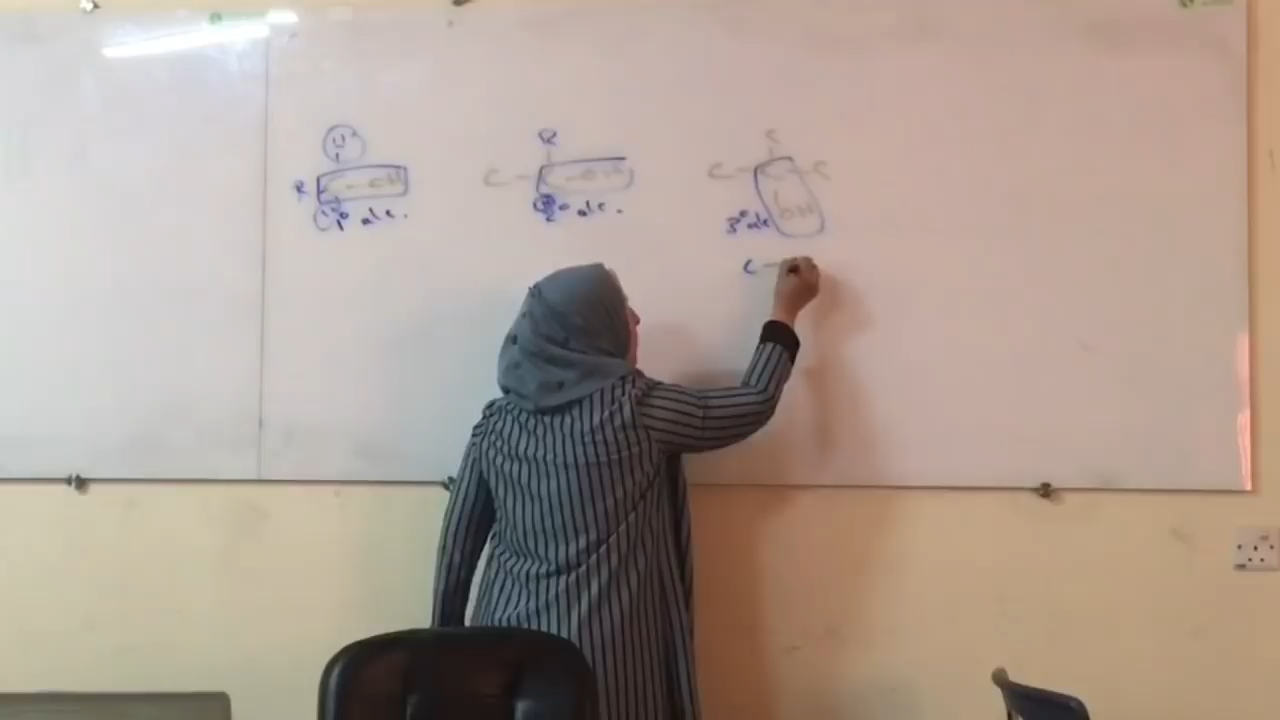 R C - OH
1° alc.
R
C - C - OH
2° alc.
C - C - C
OH
3° alc
C -